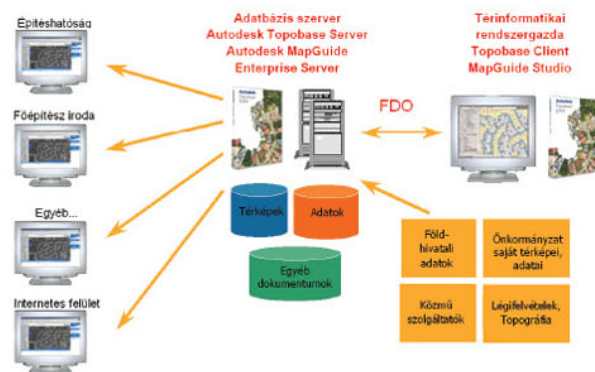 Építéshatóság
Főépítész iroda
Egyéb...
Internetes felület
Adatbázis szerver
Autodesk Topobase Server
Autodesk MapGuide
Enterprise Server
Térképek
Adatok
Egyéb
dokumentumok
FDO
Térinformatikai
rendszergazda
Topobase Client
MapGuide Studio
Föld-
hivatali
adatok
Önkormányzat
saját térképei,
adatai
Közmű
szolgáltatók
Légifelvételek,
Topográfia